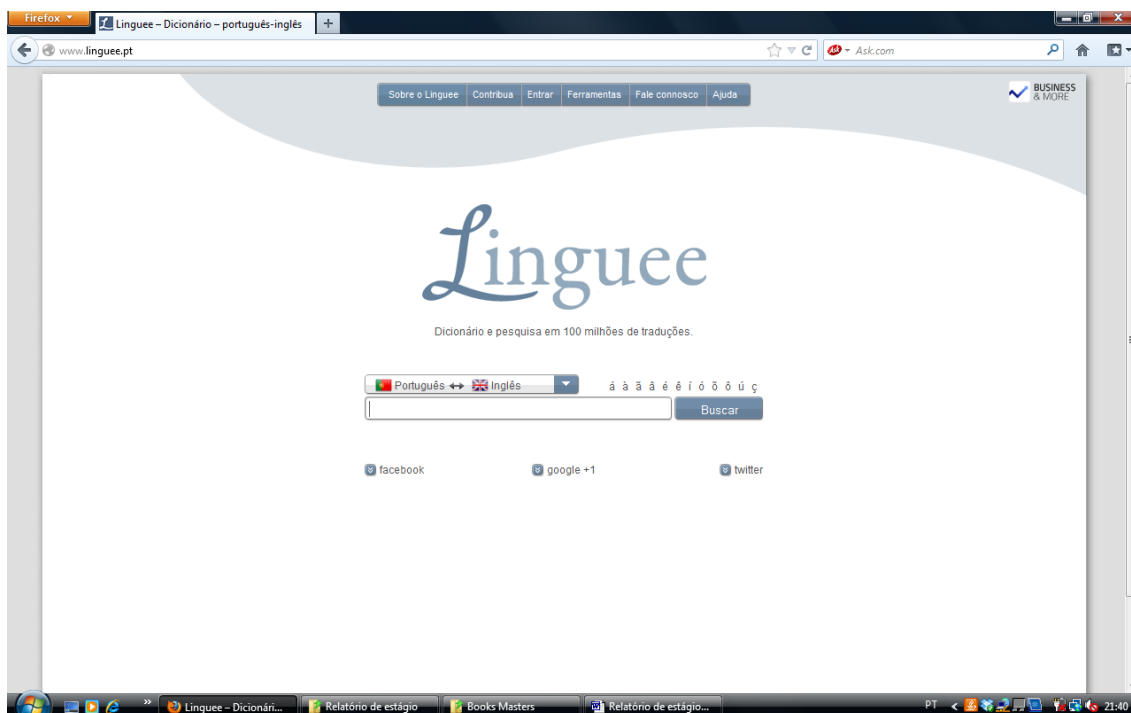 Firefox
Linguee – Dicionário – português-inglês
www.linguee.pt
Ask.com
Sobre o Linguee Contribua Entrar Ferramentas Fale connosco Ajuda
BUSINESS
& MORE
Linguee
Dicionário e pesquisa em 100 milhões de traduções.
Português ↔ Inglês á à ã â é ê í ó õ ô ú ç
Buscar
facebook google +1 twitter
Linguee – Dicionári... Relatório de estágio Books Masters Relatório de estágio... PT 21:40